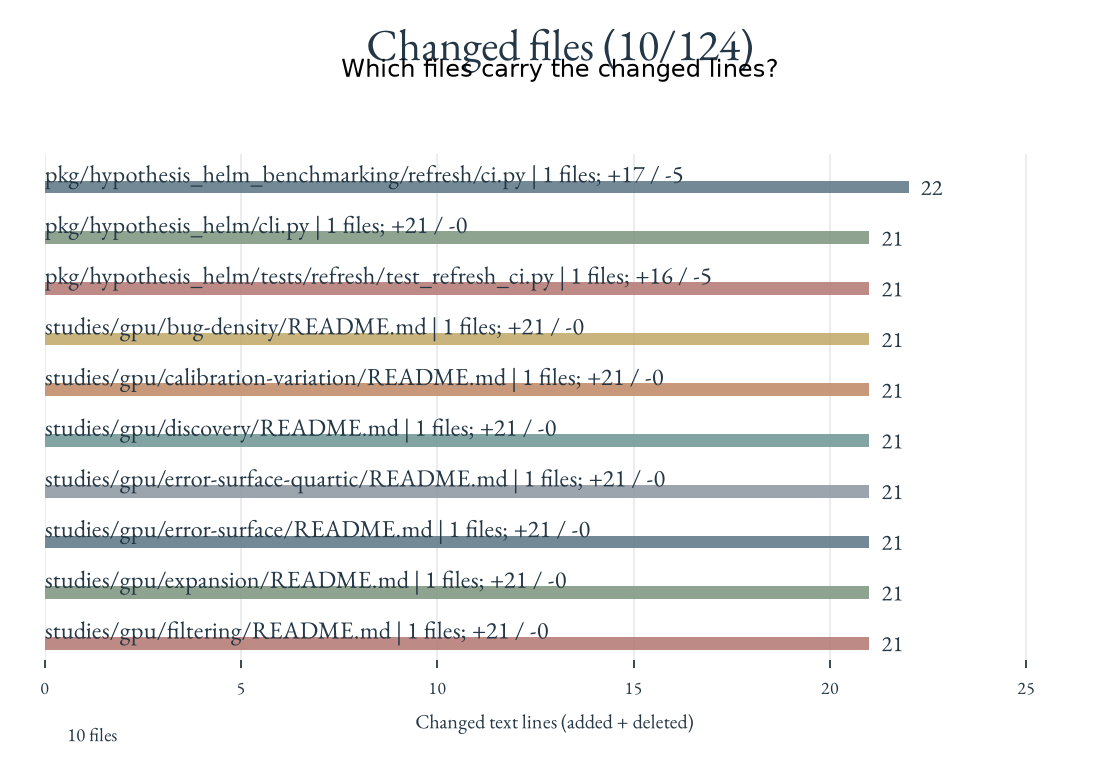 Changed files (10/124)
Which files carry the changed lines?
pkg/hypothesis_helm_benchmarking/refresh/ci.py | 1 files; +17 / -5
22
pkg/hypothesis_helm/cli.py | 1 files; +21 / -0
21
pkg/hypothesis_helm/tests/refresh/test_refresh_ci.py | 1 files; +16 / -5
21
studies/gpu/bug-density/README.md | 1 files; +21 / -0
21
studies/gpu/calibration-variation/README.md | 1 files; +21 / -0
21
studies/gpu/discovery/README.md | 1 files; +21 / -0
21
studies/gpu/error-surface-quartic/README.md | 1 files; +21 / -0
21
studies/gpu/error-surface/README.md | 1 files; +21 / -0
21
studies/gpu/expansion/README.md | 1 files; +21 / -0
21
studies/gpu/filtering/README.md | 1 files; +21 / -0
21
0 5 10 15 20 25
Changed text lines (added + deleted)
10 files